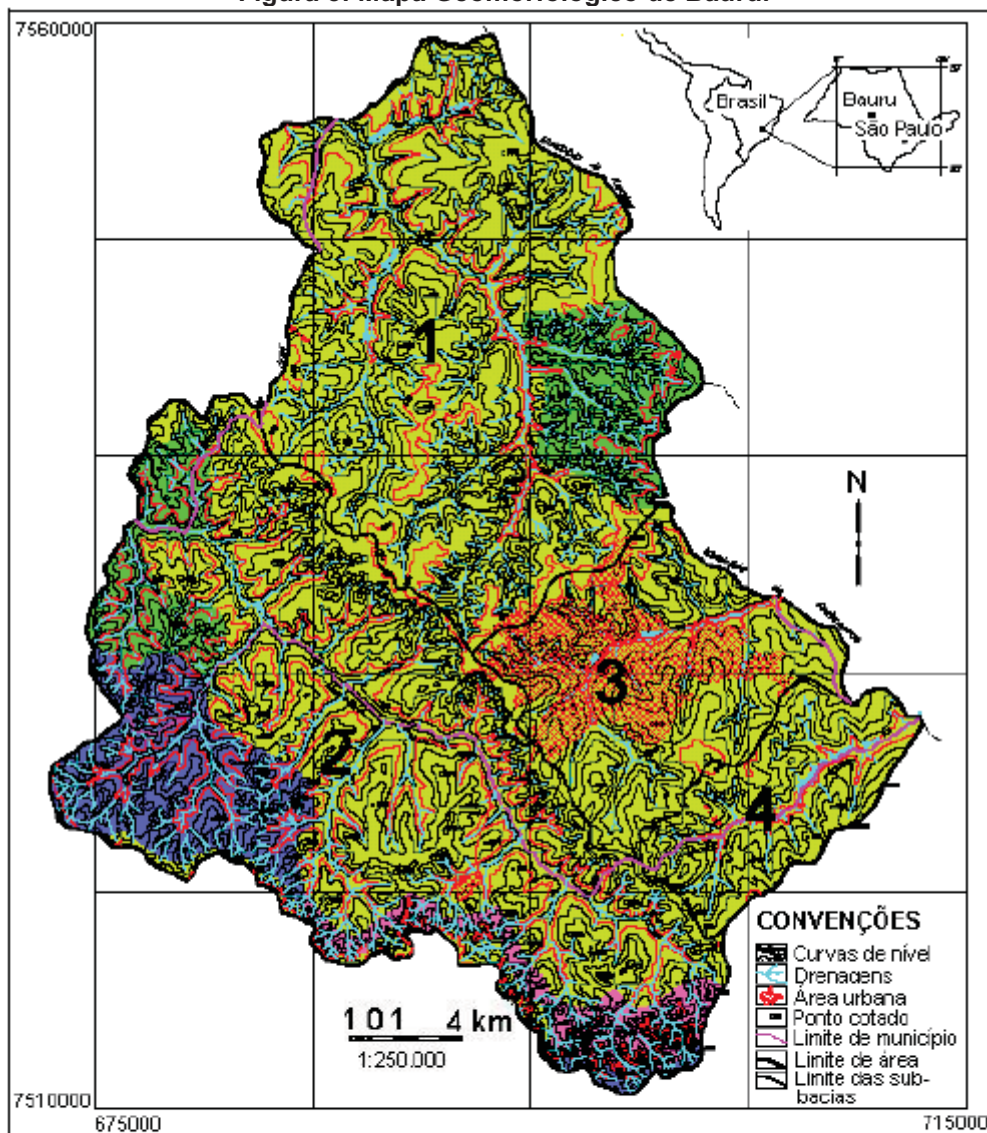 7560000
Brasil
Bauru
São Paulo
1
N
3
2
4
CONVENÇÕES
Curvas de nível
Drenagens
Área urbana
Ponto cotado
Limite de município
Limite de área
Limite das sub-
bacias
1 0 1 4 km
1:250.000
7510000
675000
715000